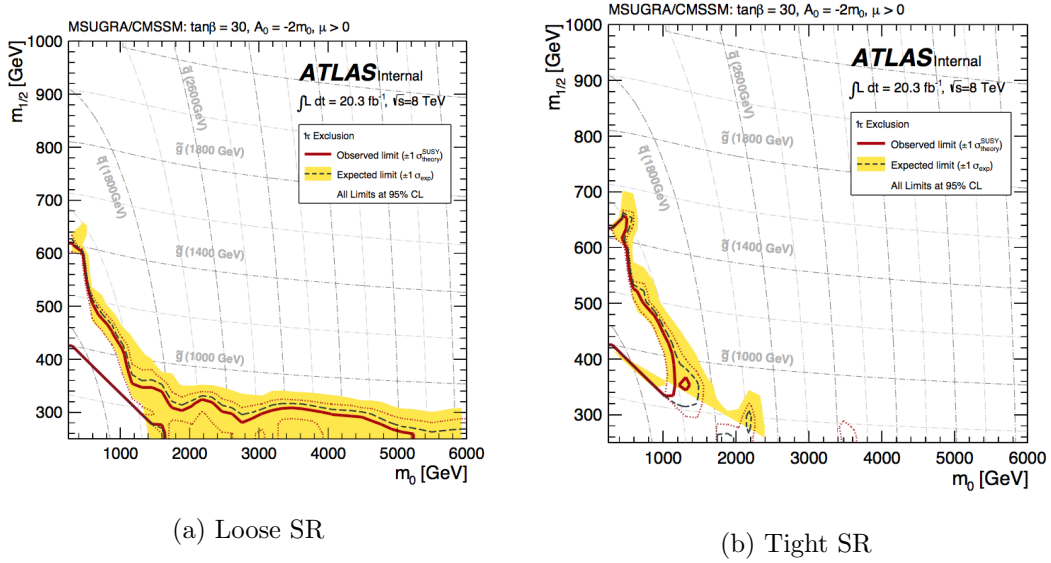 MSUGRA/CMSSM: tanβ = 30, A₀ = -2m₀, μ > 0
m₁/₂ [GeV]
1000
900
800
700
600
500
400
300
ATLAS Internal
∫L dt = 20.3 fb⁻¹, √s=8 TeV
1τ Exclusion
Observed limit (±1 σ^SUSY_theory)
Expected limit (±1 σ_exp)
All Limits at 95% CL
q̃ (2600GeV)
q̃ (1800GeV)
g̃ (1800 GeV)
g̃ (1400 GeV)
g̃ (1000 GeV)
1000 2000 3000 4000 5000 6000
m₀ [GeV]
(a) Loose SR
MSUGRA/CMSSM: tanβ = 30, A₀ = -2m₀, μ > 0
m₁/₂ [GeV]
1000
900
800
700
600
500
400
300
ATLAS Internal
∫L dt = 20.3 fb⁻¹, √s=8 TeV
1τ Exclusion
Observed limit (±1 σ^SUSY_theory)
Expected limit (±1 σ_exp)
All Limits at 95% CL
q̃ (2600GeV)
q̃ (1800GeV)
g̃ (1800 GeV)
g̃ (1400 GeV)
g̃ (1000 GeV)
1000 2000 3000 4000 5000 6000
m₀ [GeV]
(b) Tight SR